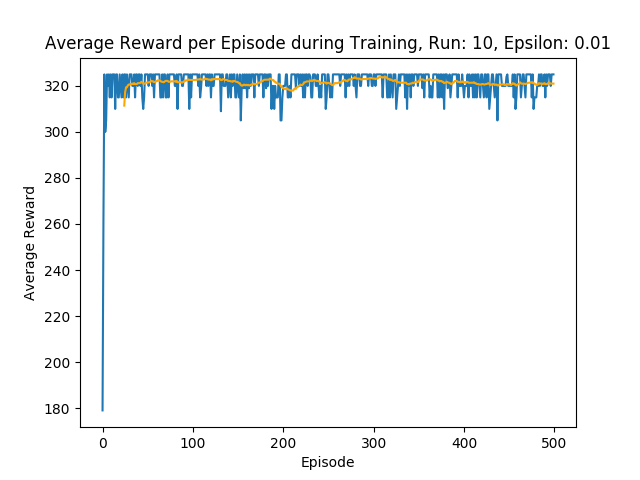 Average Reward per Episode during Training, Run: 10, Epsilon: 0.01
320
300
280
260
240
220
200
180
Average Reward
0 100 200 300 400 500
Episode